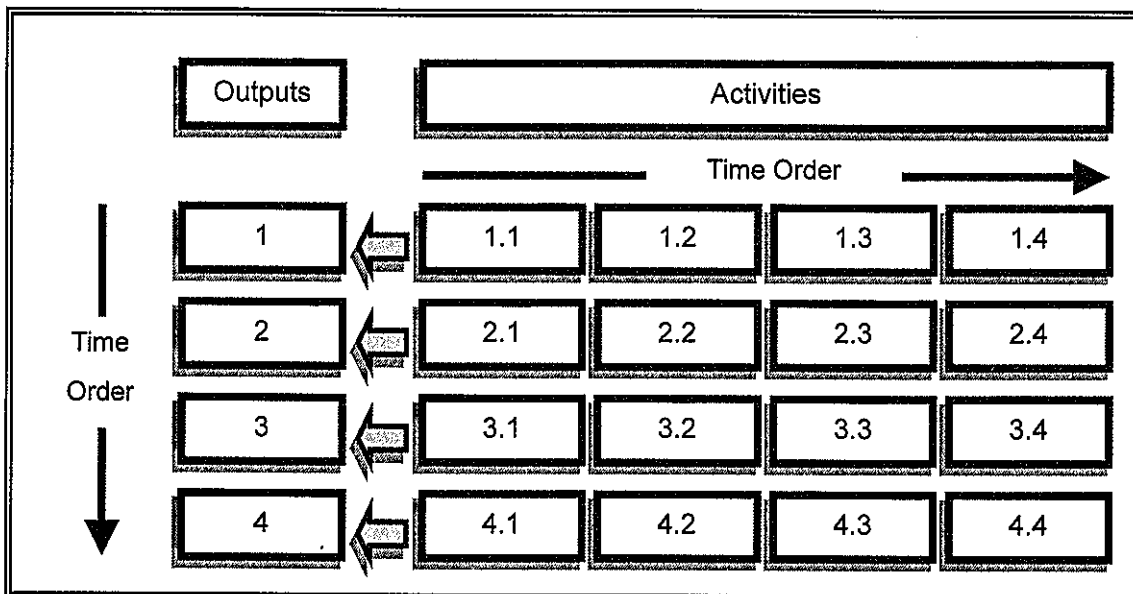 Outputs Activities
Time Order
1 1.1 1.2 1.3 1.4
2 2.1 2.2 2.3 2.4
Time
Order
3 3.1 3.2 3.3 3.4
4 4.1 4.2 4.3 4.4